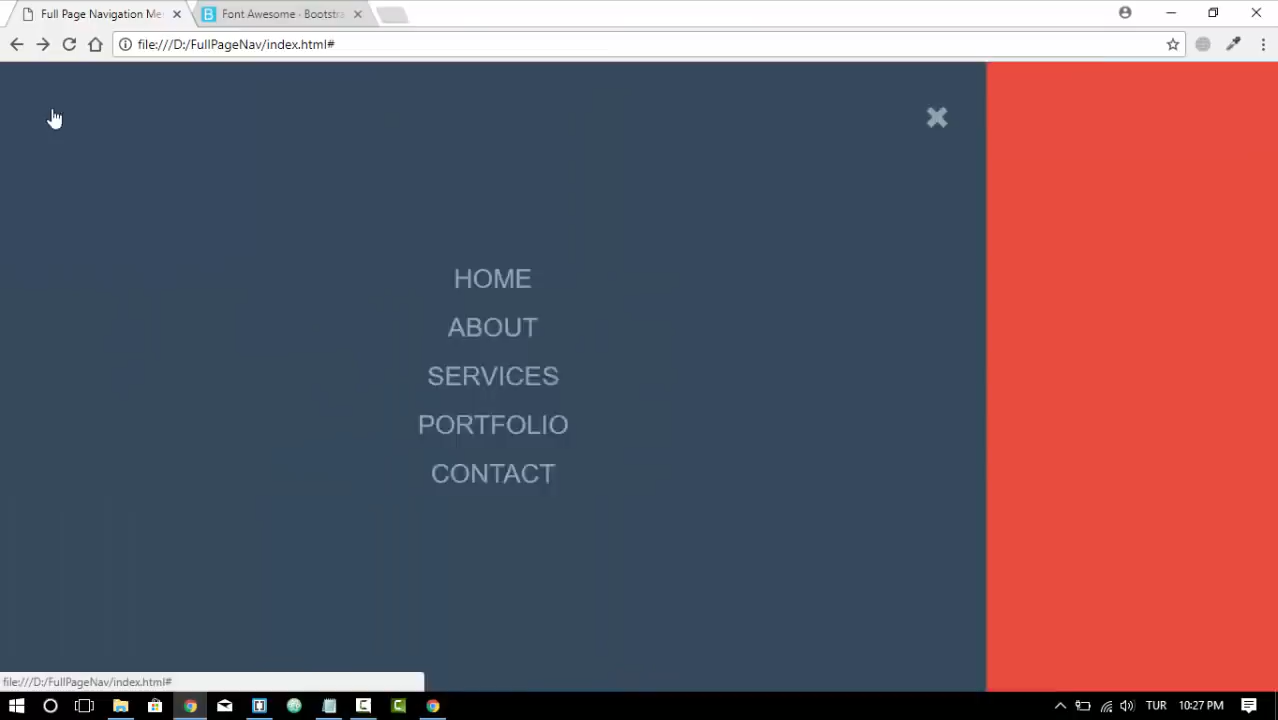 Full Page Navigation Me
Font Awesome - Bootstra
file:///D:/FullPageNav/index.html#
HOME
ABOUT
SERVICES
PORTFOLIO
CONTACT
file:///D:/FullPageNav/index.html#
TUR
10:27 PM